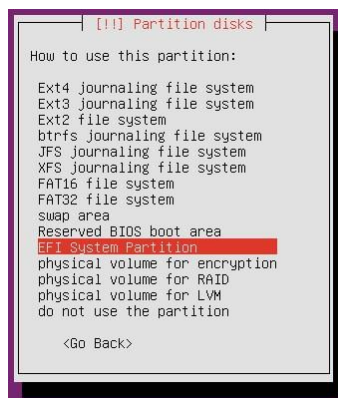 [!!] Partition disks
How to use this partition:
Ext4 journaling file system
Ext3 journaling file system
Ext2 file system
btrfs journaling file system
JFS journaling file system
XFS journaling file system
FAT16 file system
FAT32 file system
swap area
Reserved BIOS boot area
EFI System Partition
physical volume for encryption
physical volume for RAID
physical volume for LVM
do not use the partition
<Go Back>